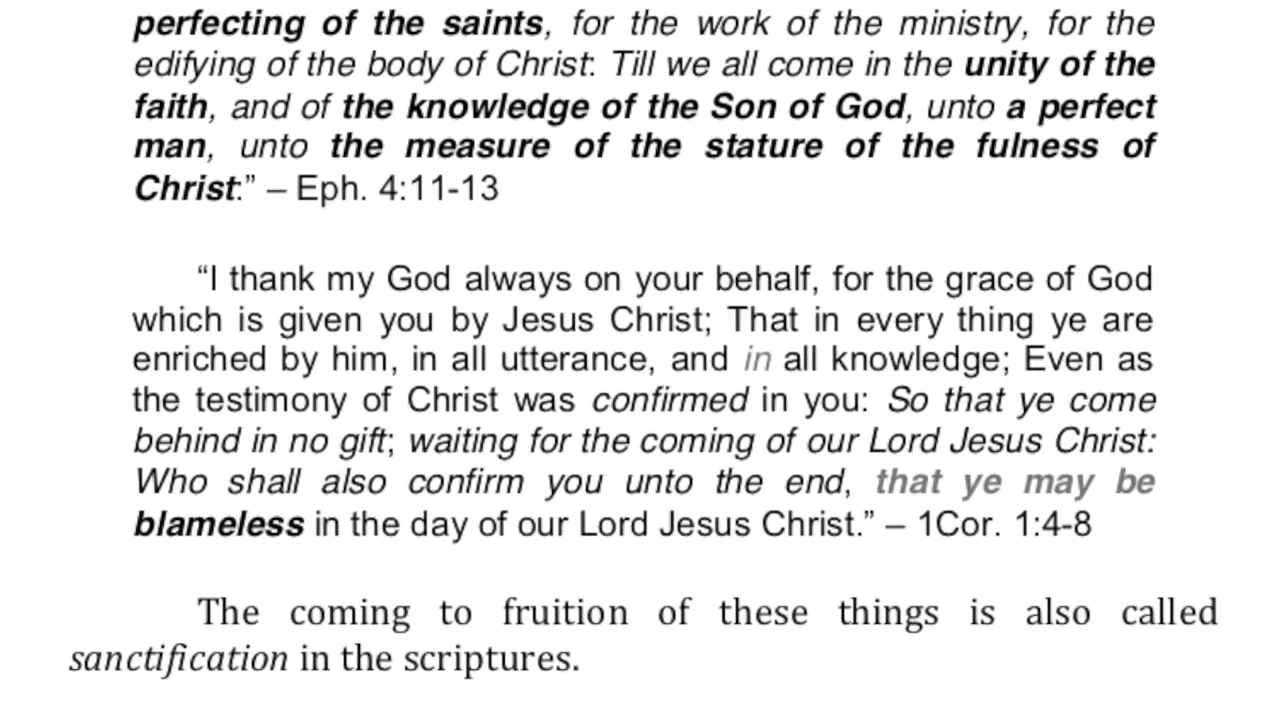 perfecting of the saints, for the work of the ministry, for the
edifying of the body of Christ: Till we all come in the unity of the
faith, and of the knowledge of the Son of God, unto a perfect
man, unto the measure of the stature of the fulness of
Christ:” – Eph. 4:11-13
“I thank my God always on your behalf, for the grace of God
which is given you by Jesus Christ; That in every thing ye are
enriched by him, in all utterance, and in all knowledge; Even as
the testimony of Christ was confirmed in you: So that ye come
behind in no gift; waiting for the coming of our Lord Jesus Christ:
Who shall also confirm you unto the end, that ye may be
blameless in the day of our Lord Jesus Christ.” – 1Cor. 1:4-8
The coming to fruition of these things is also called
sanctification in the scriptures.